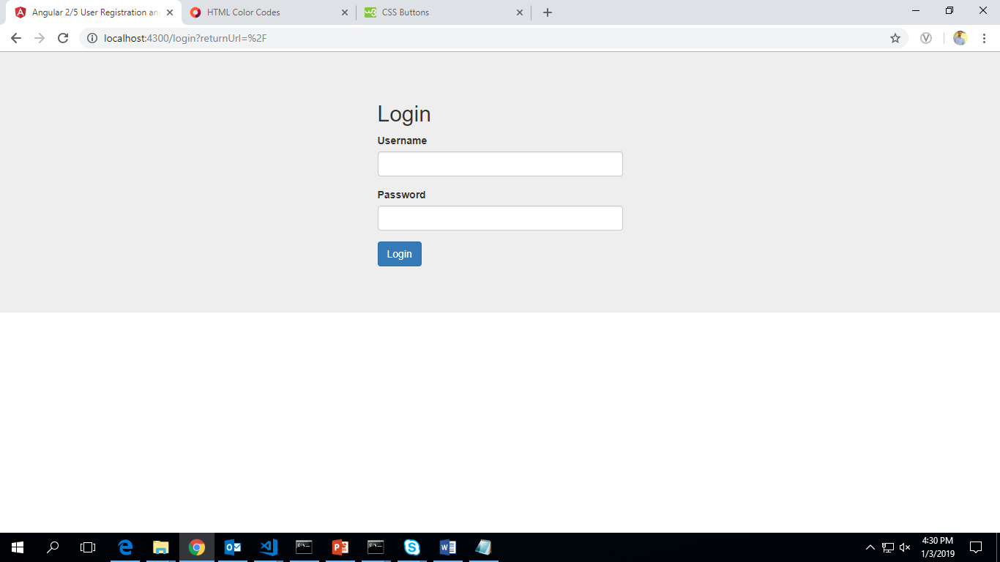 Angular 2/5 User Registration an
HTML Color Codes
CSS Buttons
localhost:4300/login?returnUrl=%2F
Login
Username
Password
Login
4:30 PM
1/3/2019